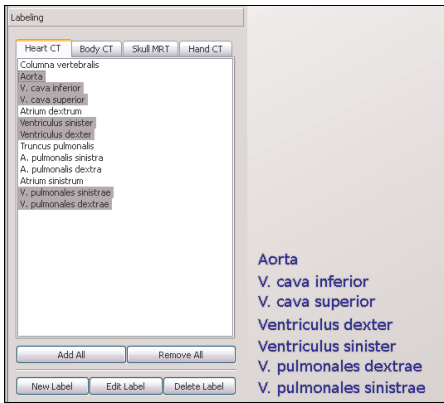 Labeling
Heart CT Body CT Skull MRT Hand CT
Columna vertebralis
Aorta
V. cava inferior
V. cava superior
Atrium dextrum
Ventriculus sinister
Ventriculus dexter
Truncus pulmonalis
A. pulmonalis sinistra
A. pulmonalis dextra
Atrium sinistrum
V. pulmonales sinistrae
V. pulmonales dextrae
Add All Remove All
New Label Edit Label Delete Label
Aorta
V. cava inferior
V. cava superior
Ventriculus dexter
Ventriculus sinister
V. pulmonales dextrae
V. pulmonales sinistrae